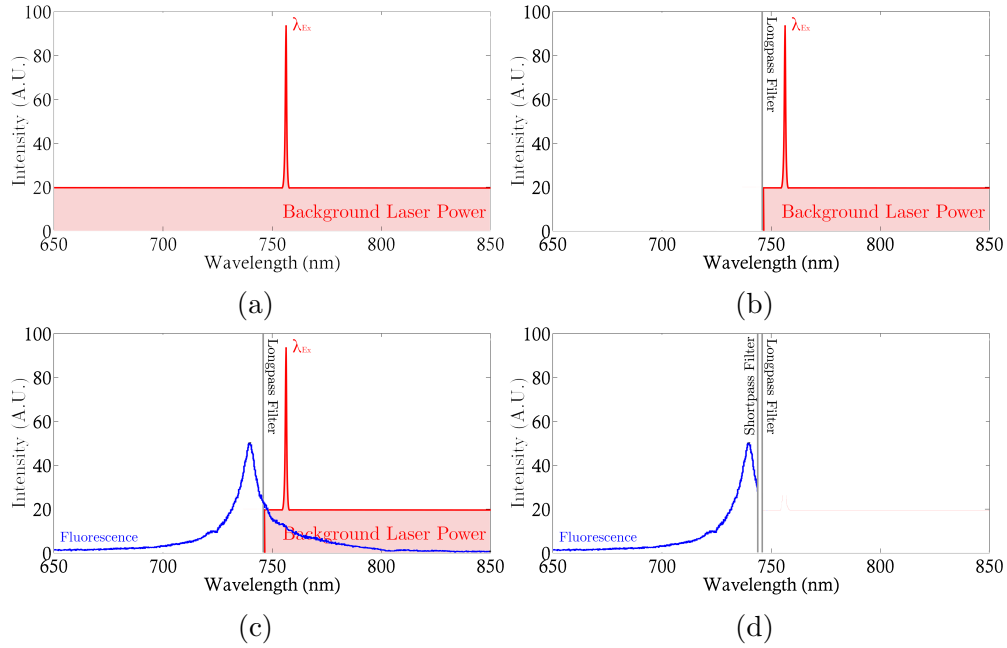 100
80
60
40
20
0
Intensity (A.U.)
λEx
Background Laser Power
650
700
750
800
850
Wavelength (nm)
(a)
100
80
60
40
20
0
Intensity (A.U.)
Longpass Filter
λEx
Background Laser Power
650
700
750
800
850
Wavelength (nm)
(b)
100
80
60
40
20
0
Intensity (A.U.)
Longpass Filter
λEx
Fluorescence
Background Laser Power
650
700
750
800
850
Wavelength (nm)
(c)
100
80
60
40
20
0
Intensity (A.U.)
Shortpass Filter
Longpass Filter
Fluorescence
650
700
750
800
850
Wavelength (nm)
(d)